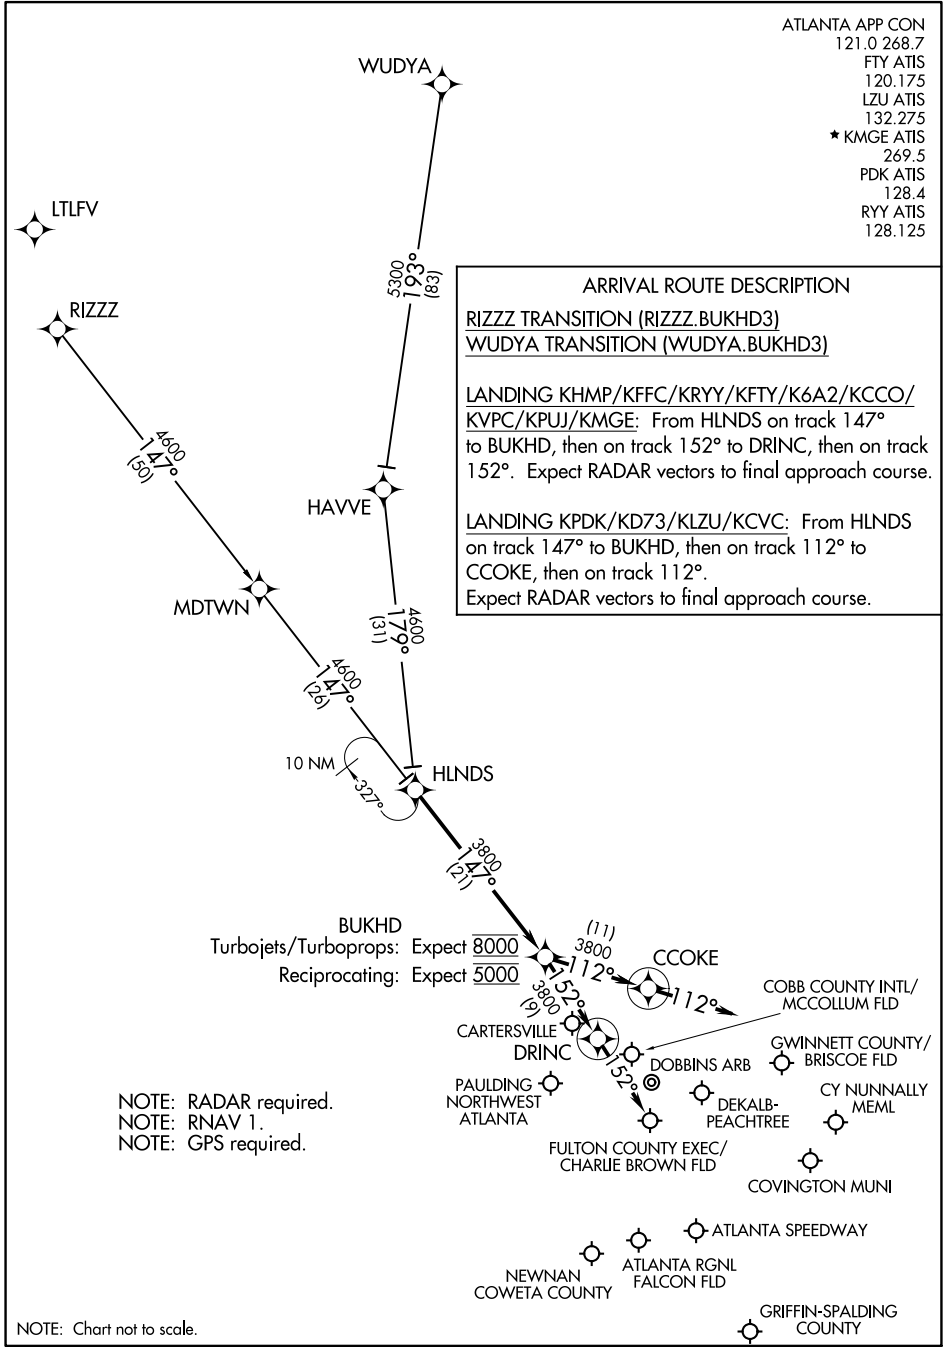 ATLANTA APP CON
121.0 268.7
FTY ATIS
120.175
LZU ATIS
132.275
★ KMGE ATIS
269.5
PDK ATIS
128.4
RYY ATIS
128.125
WUDYA
LTLFV
RIZZZ
5300
193°
(83)
ARRIVAL ROUTE DESCRIPTION
RIZZZ TRANSITION (RIZZZ.BUKHD3)
WUDYA TRANSITION (WUDYA.BUKHD3)
LANDING KHMP/KFFC/KRYY/KFTY/K6A2/KCCO/
KVPC/KPUJ/KMGE: From HLNDS on track 147°
to BUKHD, then on track 152° to DRINC, then on track
152°. Expect RADAR vectors to final approach course.
LANDING KPDK/KD73/KLZU/KCVC: From HLNDS
on track 147° to BUKHD, then on track 112° to
CCOKE, then on track 112°.
Expect RADAR vectors to final approach course.
4600
147°
(50)
HAVVE
MDTWN
4600
179°
(31)
4600
147°
(26)
10 NM
327°
HLNDS
3800
147°
(21)
BUKHD
Turbojets/Turboprops: Expect 8000
Reciprocating: Expect 5000
(11)
3800
112°
CCOKE
112°
152°
3800
(9)
COBB COUNTY INTL/
MCCOLLUM FLD
CARTERSVILLE
DRINC
152°
DOBBINS ARB
GWINNETT COUNTY/
BRISCOE FLD
PAULDING
NORTHWEST
ATLANTA
DEKALB-
PEACHTREE
CY NUNNALLY
MEML
FULTON COUNTY EXEC/
CHARLIE BROWN FLD
COVINGTON MUNI
NOTE: RADAR required.
NOTE: RNAV 1.
NOTE: GPS required.
ATLANTA SPEEDWAY
NEWNAN
COWETA COUNTY
ATLANTA RGNL
FALCON FLD
GRIFFIN-SPALDING
COUNTY
NOTE: Chart not to scale.